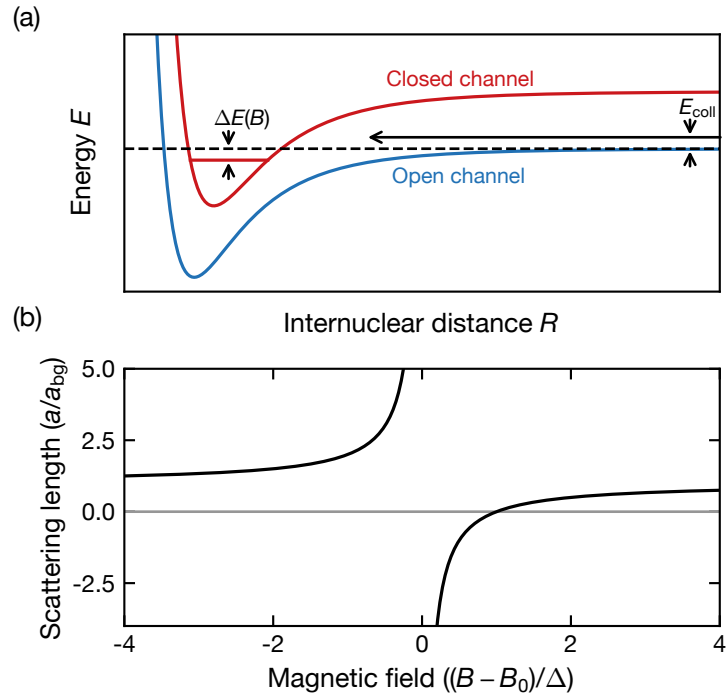 (a)
Closed channel
ΔE(B)
E_coll
Open channel
Energy E
Internuclear distance R
(b)
Scattering length (a/a_bg)
5.0
2.5
0.0
-2.5
-4
-2
0
2
4
Magnetic field ((B – B_0)/Δ)